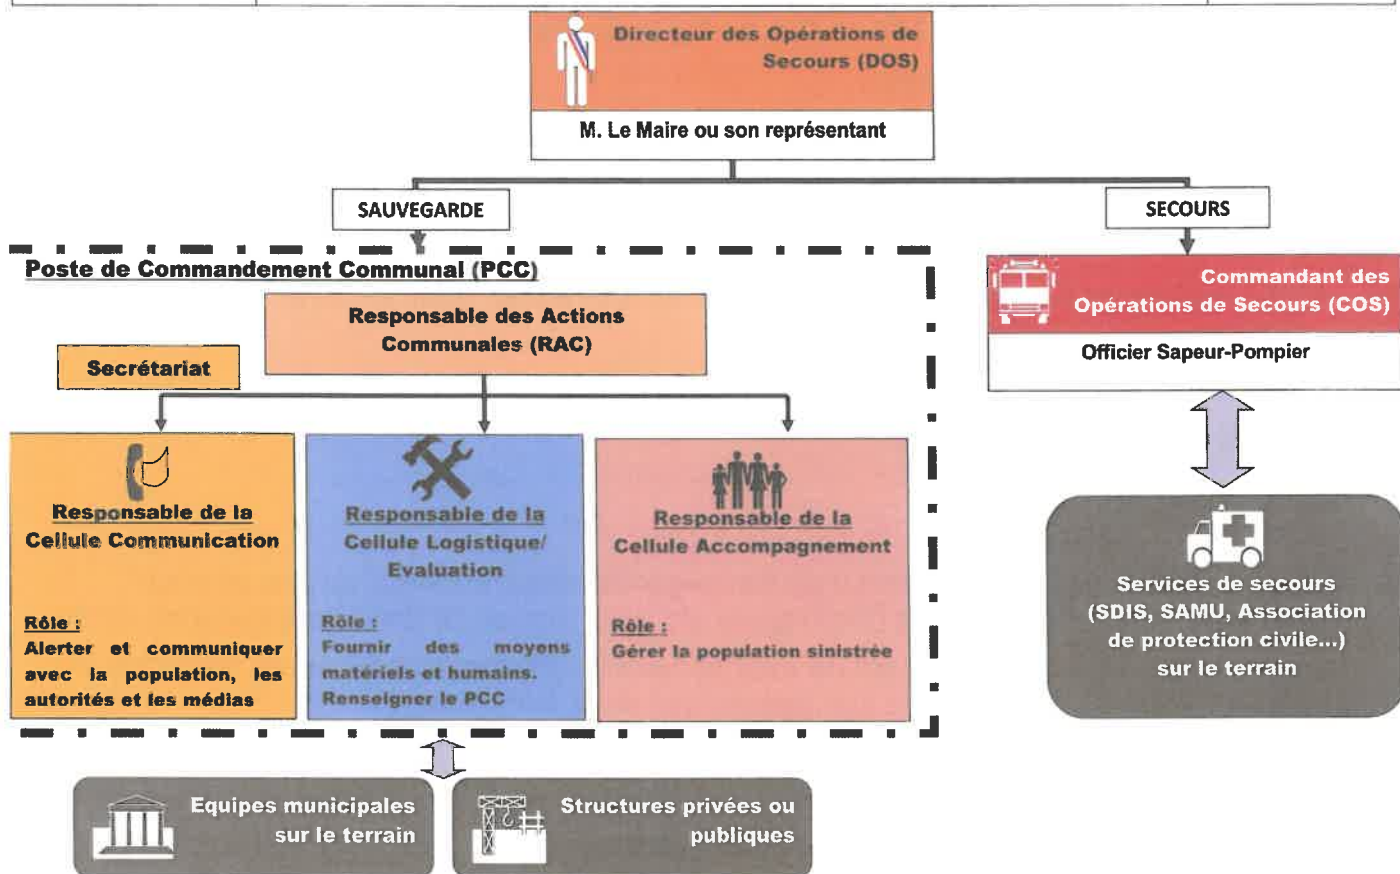 Directeur des Opérations de
Secours (DOS)
M. Le Maire ou son représentant
SAUVEGARDE
SECOURS
Poste de Commandement Communal (PCC)
Responsable des Actions
Communales (RAC)
Secrétariat
Commandant des
Opérations de Secours (COS)
Officier Sapeur-Pompier
Responsable de la
Cellule Communication
Rôle :
Alerter et communiquer
avec la population, les
autorités et les médias
Responsable de la
Cellule Logistique/
Evaluation
Rôle :
Fournir des moyens
matériels et humains.
Renseigner le PCC
Responsable de la
Cellule Accompagnement
Rôle :
Gérer la population sinistrée
Services de secours
(SDIS, SAMU, Association
de protection civile...)
sur le terrain
Equipes municipales
sur le terrain
Structures privées ou
publiques